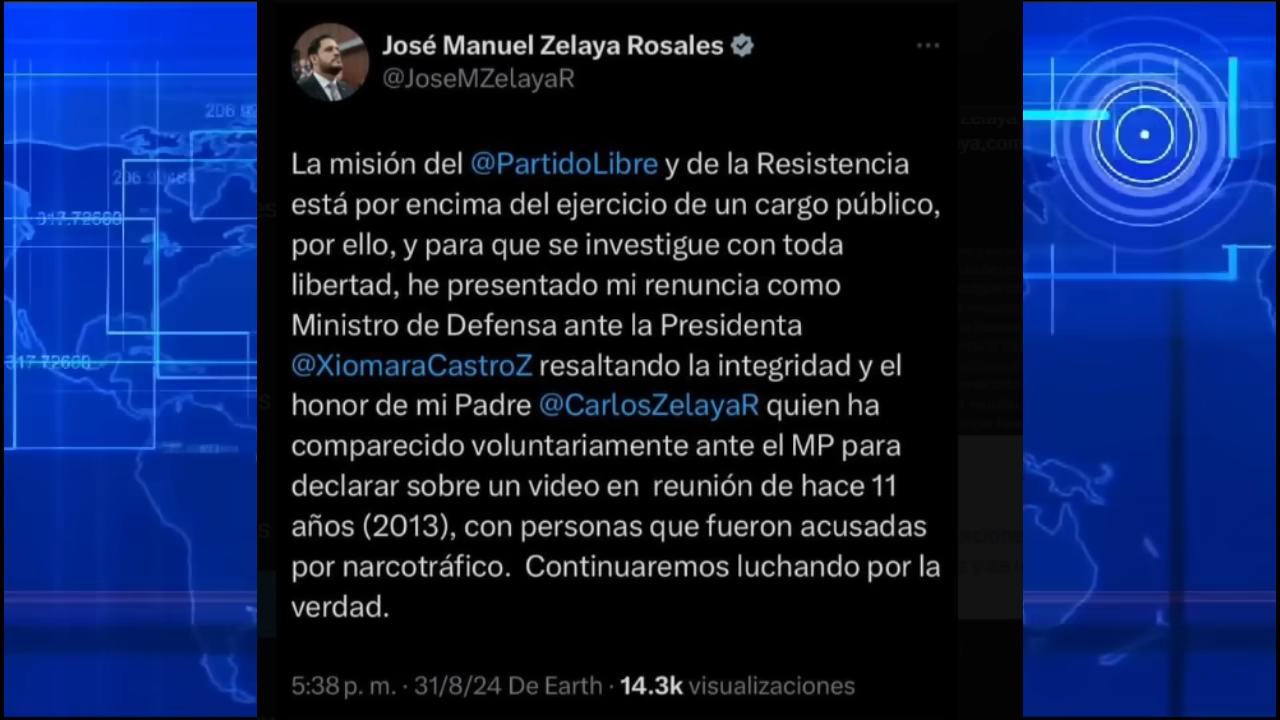 José Manuel Zelaya Rosales
@JoseMZelayaR
La misión del @PartidoLibre y de la Resistencia
está por encima del ejercicio de un cargo público,
por ello, y para que se investigue con toda
libertad, he presentado mi renuncia como
Ministro de Defensa ante la Presidenta
@XiomaraCastroZ resaltando la integridad y el
honor de mi Padre @CarlosZelayaR quien ha
comparecido voluntariamente ante el MP para
declarar sobre un video en  reunión de hace 11
años (2013), con personas que fueron acusadas
por narcotráfico.  Continuaremos luchando por la
verdad.
5:38 p. m. · 31/8/24 De Earth · 14.3k visualizaciones
317.72660
317 72660